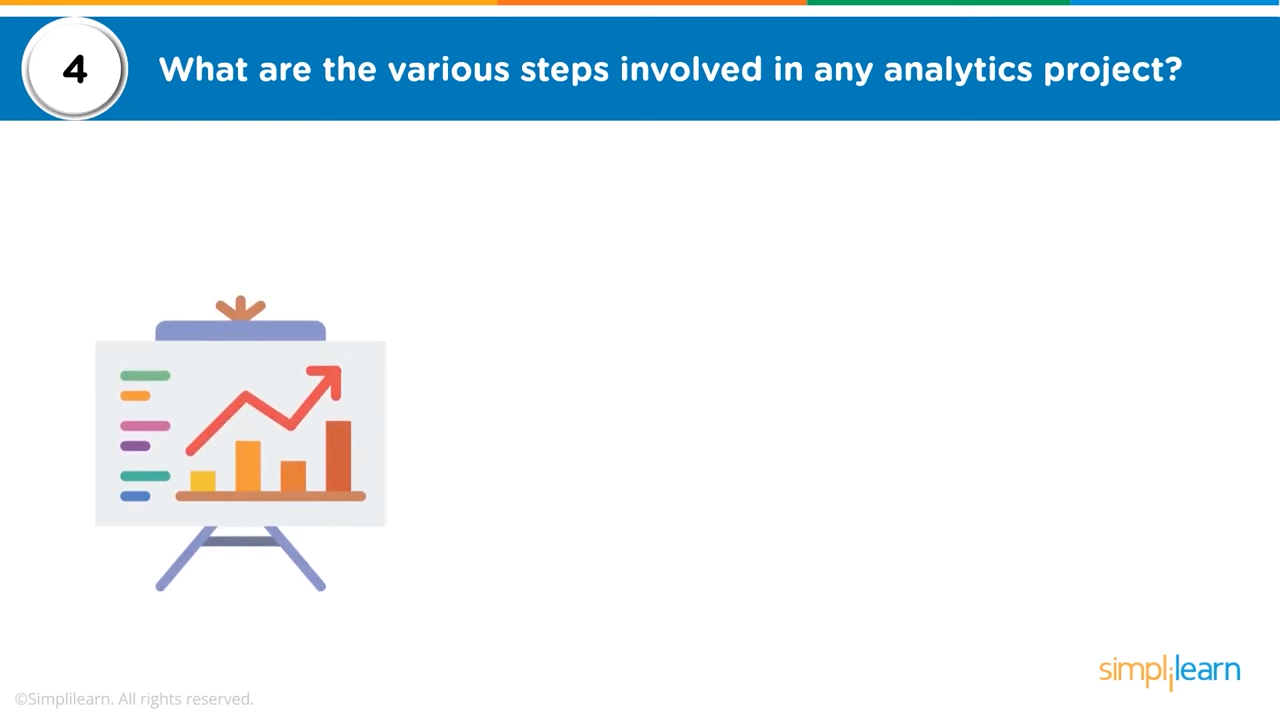 4
What are the various steps involved in any analytics project?
simplilearn
©Simplilearn. All rights reserved.